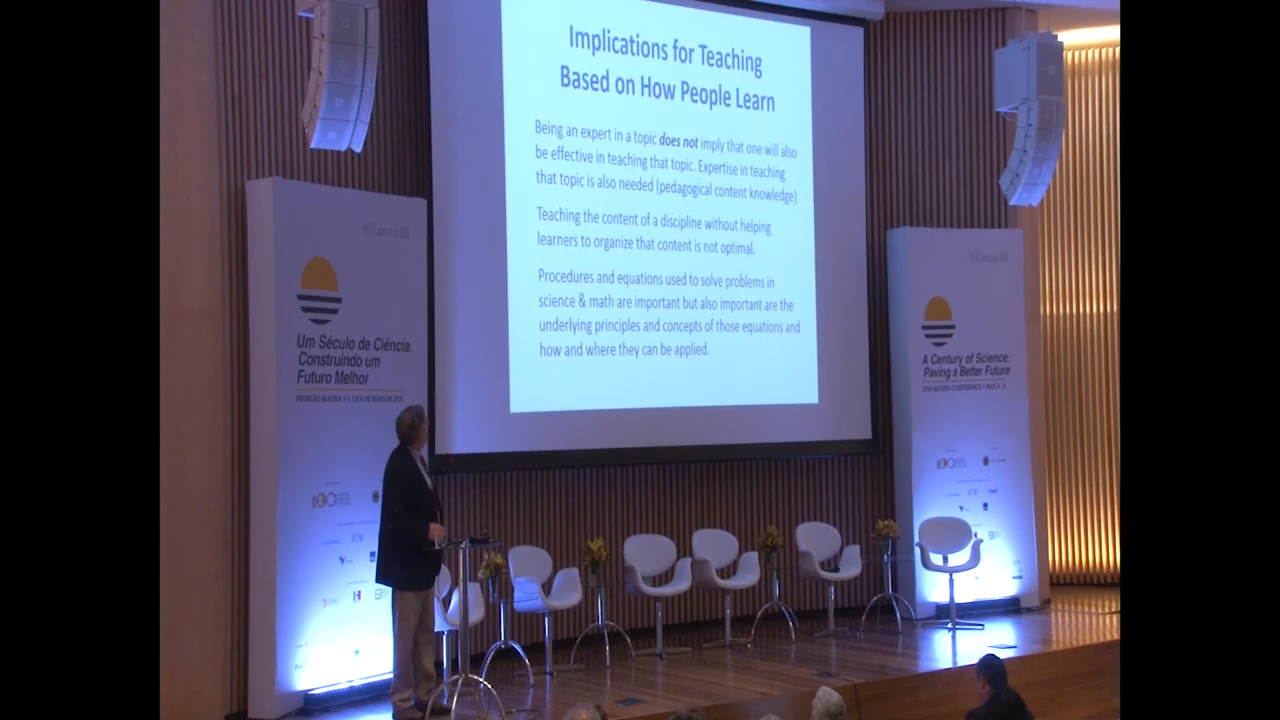 Implications for Teaching
Based on How People Learn
Being an expert in a topic does not imply that one will also
be effective in teaching that topic. Expertise in teaching
that topic is also needed (pedagogical content knowledge)
Teaching the content of a discipline without helping
learners to organize that content is not optimal.
Procedures and equations used to solve problems in
science & math are important but also important are the
underlying principles and concepts of those equations and
how and where they can be applied.
Um Século de Ciência:
Construindo um
Futuro Melhor
A Century of Science:
Paving a Better Future
100
100